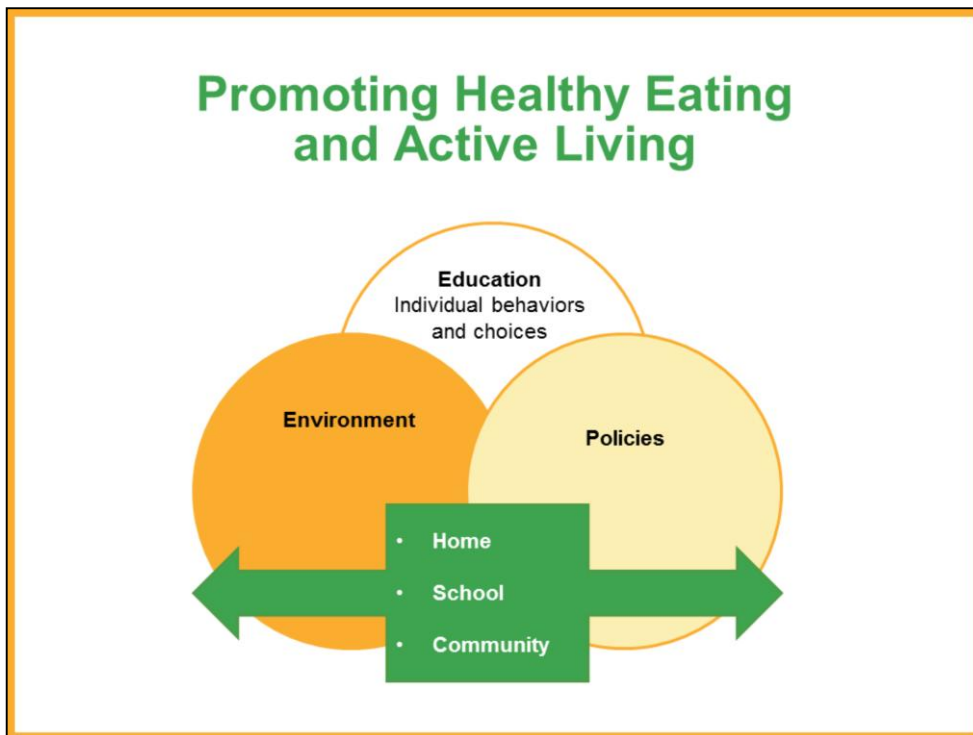 Promoting Healthy Eating
and Active Living
Education
Individual behaviors
and choices
Environment
Policies
• Home
• School
• Community